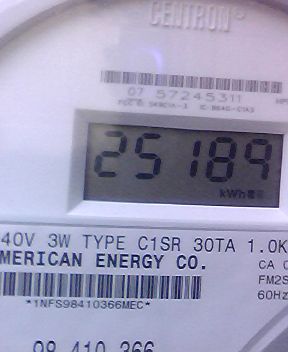 CENTRON®
07 57245311
25189
kWh
40V 3W TYPE C1SR 30TA 1.0K
MERICAN ENERGY CO.
CA 0
FM2S
*1NFS98410366MEC*
60Hz
98 410 366